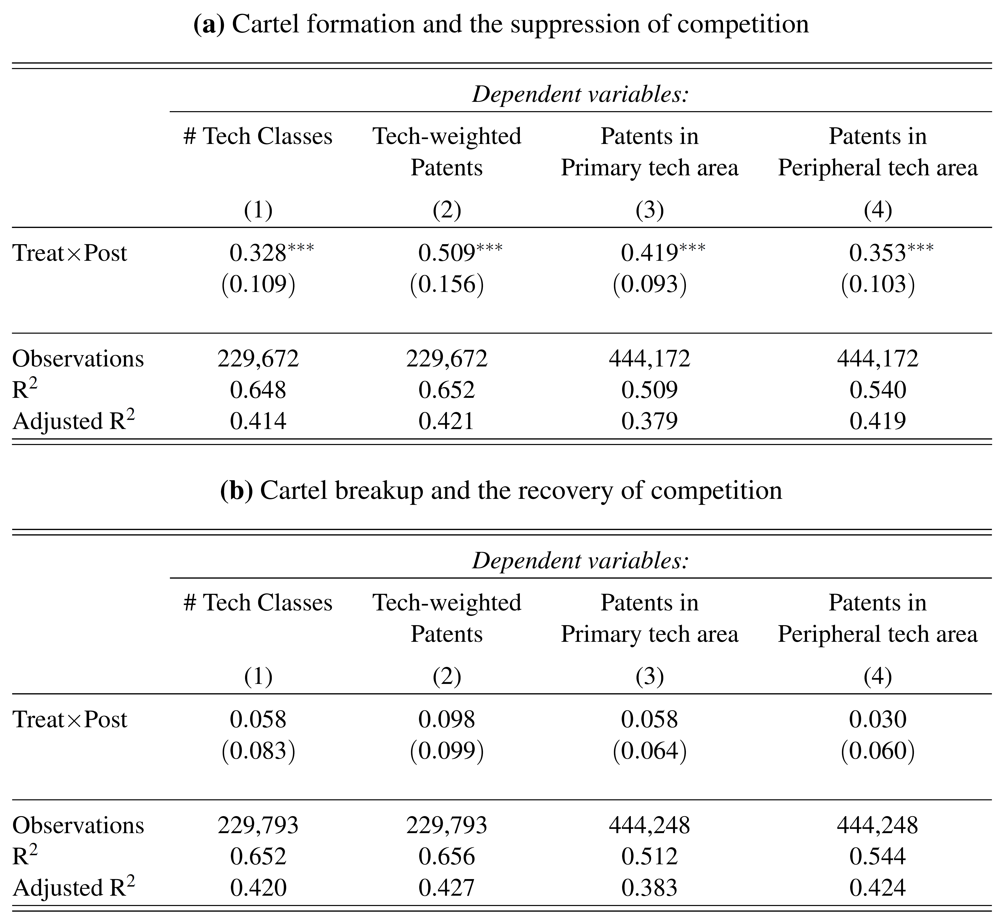 (a) Cartel formation and the suppression of competition
Dependent variables:
# Tech Classes Tech-weighted Patents in Patents in
Patents Primary tech area Peripheral tech area
(1) (2) (3) (4)
Treat×Post 0.328*** 0.509*** 0.419*** 0.353***
(0.109) (0.156) (0.093) (0.103)
Observations 229,672 229,672 444,172 444,172
R² 0.648 0.652 0.509 0.540
Adjusted R² 0.414 0.421 0.379 0.419
(b) Cartel breakup and the recovery of competition
Dependent variables:
# Tech Classes Tech-weighted Patents in Patents in
Patents Primary tech area Peripheral tech area
(1) (2) (3) (4)
Treat×Post 0.058 0.098 0.058 0.030
(0.083) (0.099) (0.064) (0.060)
Observations 229,793 229,793 444,248 444,248
R² 0.652 0.656 0.512 0.544
Adjusted R² 0.420 0.427 0.383 0.424